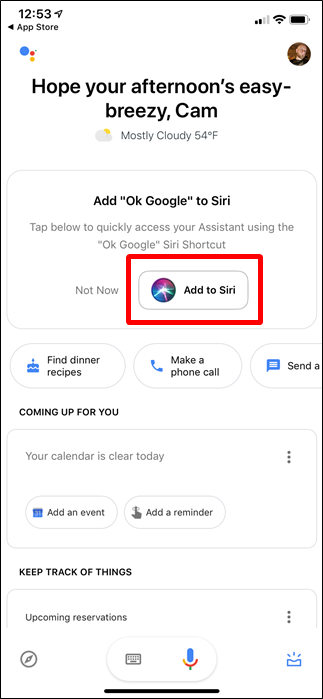 12:53
App Store
Hope your afternoon's easy-
breezy, Cam
Mostly Cloudy 54°F
Add "Ok Google" to Siri
Tap below to quickly access your Assistant using the
"Ok Google" Siri Shortcut
Not Now
Add to Siri
Find dinner
recipes
Make a
phone call
Send a
COMING UP FOR YOU
Your calendar is clear today
31
Add an event
Add a reminder
KEEP TRACK OF THINGS
Upcoming reservations